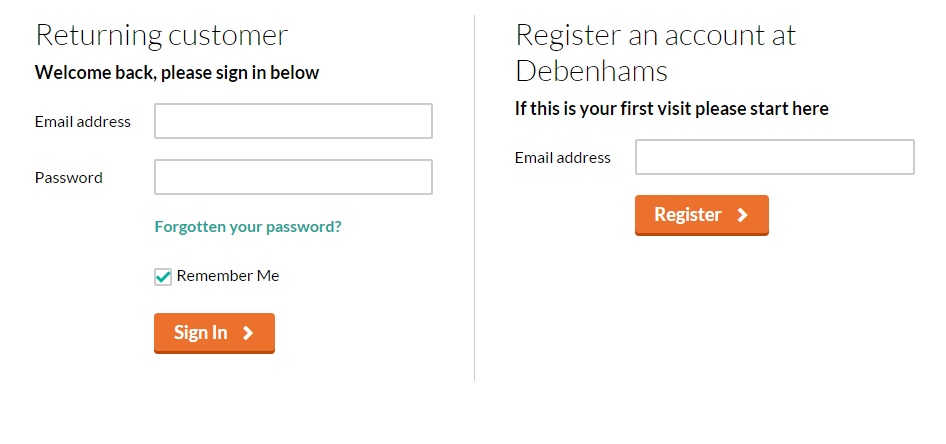 Returning customer
Welcome back, please sign in below
Email address
Password
Forgotten your password?
Remember Me
Sign In
Register an account at
Debenhams
If this is your first visit please start here
Email address
Register